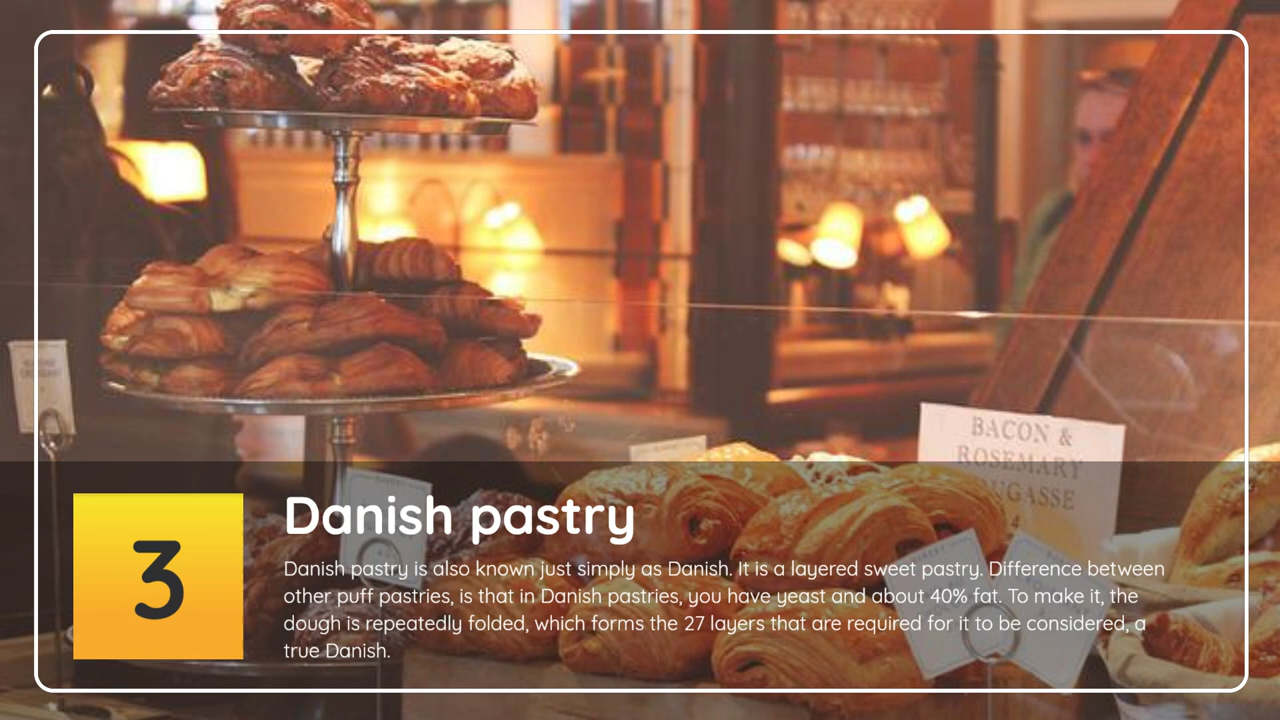 BACON &
ROSEMARY
UGASSE
4
3
Danish pastry
Danish pastry is also known just simply as Danish. It is a layered sweet pastry. Difference between
other puff pastries, is that in Danish pastries, you have yeast and about 40% fat. To make it, the
dough is repeatedly folded, which forms the 27 layers that are required for it to be considered, a
true Danish.